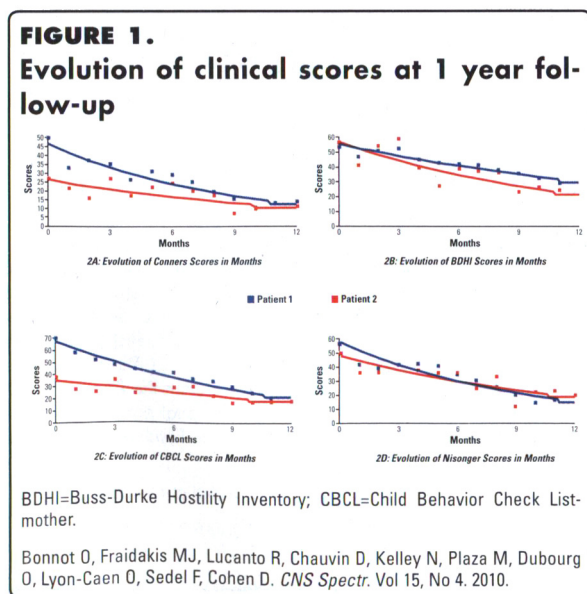 FIGURE 1.
Evolution of clinical scores at 1 year fol-
low-up
50
45
40
35
30
25
20
15
10
5
0
Scores
0 3 6 9 12
Months
2A: Evolution of Conners Scores in Months
60
50
40
30
20
10
0
Scores
0 3 6 9 12
Months
2B: Evolution of BDHI Scores in Months
Patient 1 Patient 2
70
60
50
40
30
20
10
0
Scores
0 3 6 9 12
Months
2C: Evolution of CBCL Scores in Months
60
50
40
30
20
10
0
Scores
0 3 6 9 12
Months
2D: Evolution of Nisonger Scores in Months
BDHI=Buss-Durke Hostility Inventory; CBCL=Child Behavior Check List-
mother.
Bonnot O, Fraidakis MJ, Lucanto R, Chauvin D, Kelley N, Plaza M, Dubourg
O, Lyon-Caen O, Sedel F, Cohen D. CNS Spectr. Vol 15, No 4. 2010.